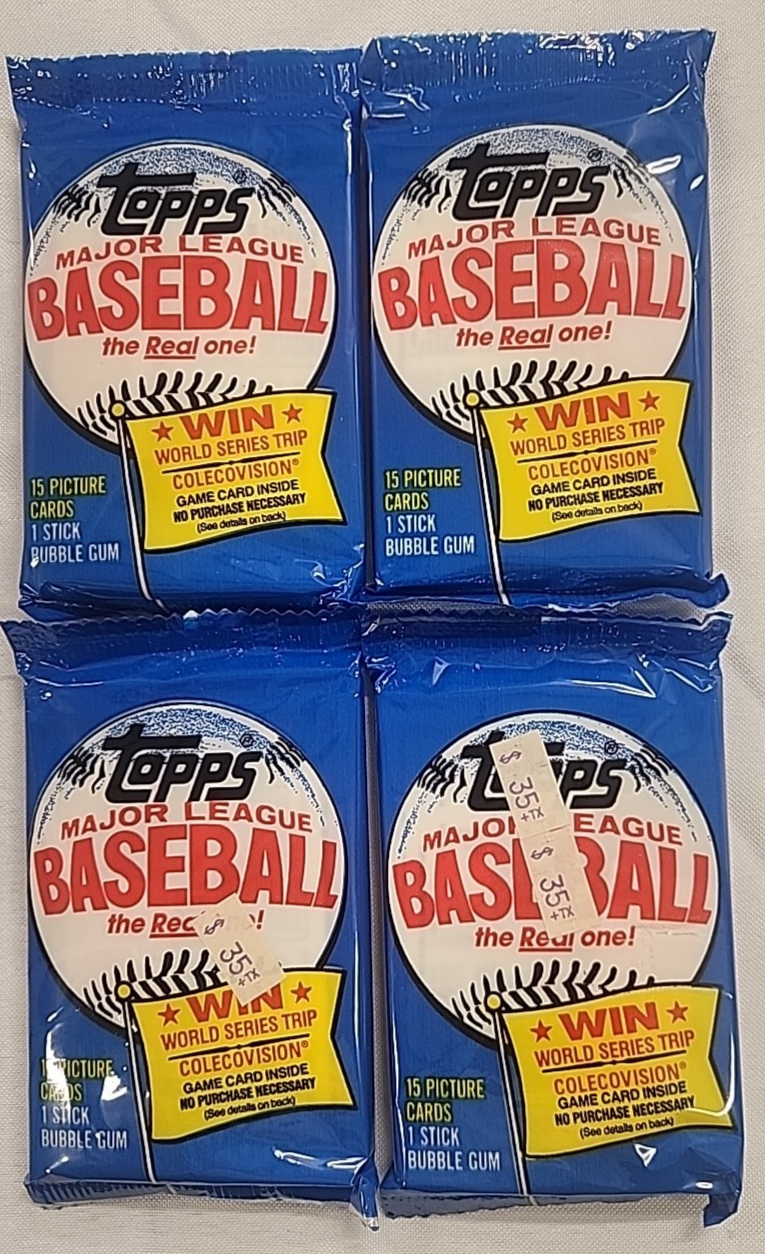 Topps®
MAJOR LEAGUE
BASEBALL
the Real one!
★ WIN ★
WORLD SERIES TRIP
COLECOVISION®
GAME CARD INSIDE
NO PURCHASE NECESSARY
(See details on back)
15 PICTURE
CARDS
1 STICK
BUBBLE GUM
Topps®
MAJOR LEAGUE
BASEBALL
the Real one!
★ WIN ★
WORLD SERIES TRIP
COLECOVISION®
GAME CARD INSIDE
NO PURCHASE NECESSARY
(See details on back)
15 PICTURE
CARDS
1 STICK
BUBBLE GUM
Topps®
MAJOR LEAGUE
BASEBALL
the
$ 35
+TX
★ WIN ★
WORLD SERIES TRIP
COLECOVISION®
GAME CARD INSIDE
NO PURCHASE NECESSARY
(See details on back)
PICTURE
CARDS
1 STICK
BUBBLE GUM
$ 35
+TX
$ 35
+TX
the Real one!
★ WIN ★
WORLD SERIES TRIP
COLECOVISION®
GAME CARD INSIDE
NO PURCHASE NECESSARY
(See details on back)
15 PICTURE
CARDS
1 STICK
BUBBLE GUM